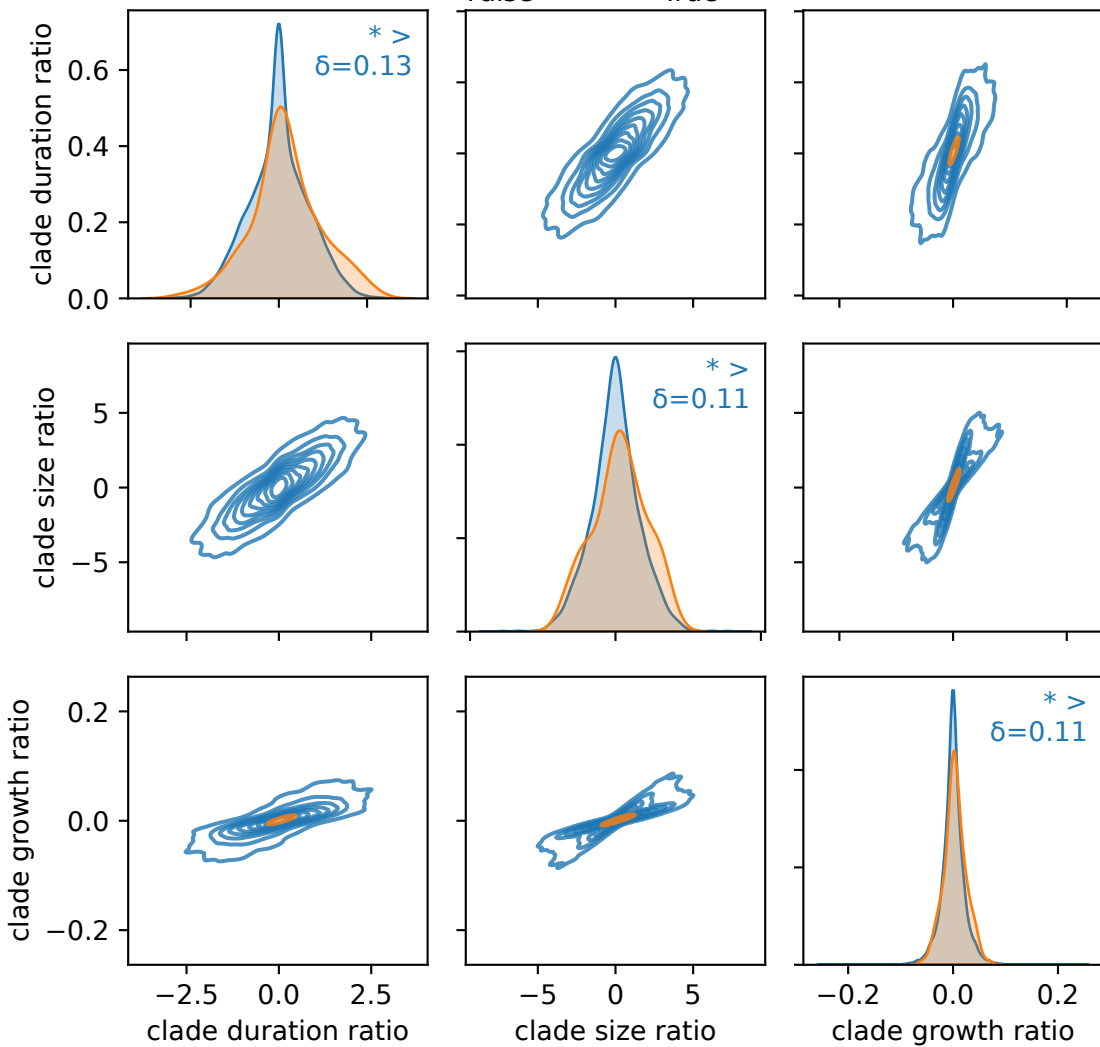 clade duration ratio
0.6
0.4
0.2
0.0
* >
δ=0.13
clade size ratio
5
0
−5
* >
δ=0.11
clade growth ratio
0.2
0.0
−0.2
* >
δ=0.11
−2.5 0.0 2.5
−5 0 5
−0.2 0.0 0.2
clade duration ratio
clade size ratio
clade growth ratio